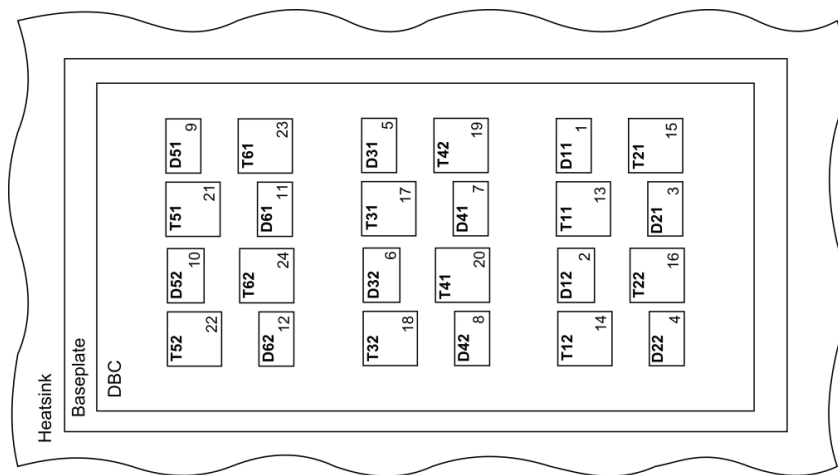 Heatsink
Baseplate
DBC
D51 9
T61 23
T51 21
D61 11
D52 10
T62 24
T52 22
D62 12
D31 5
T42 19
T31 17
D41 7
D32 6
T41 20
T32 18
D42 8
D11 1
T21 15
T11 13
D21 3
D12 2
T22 16
T12 14
D22 4